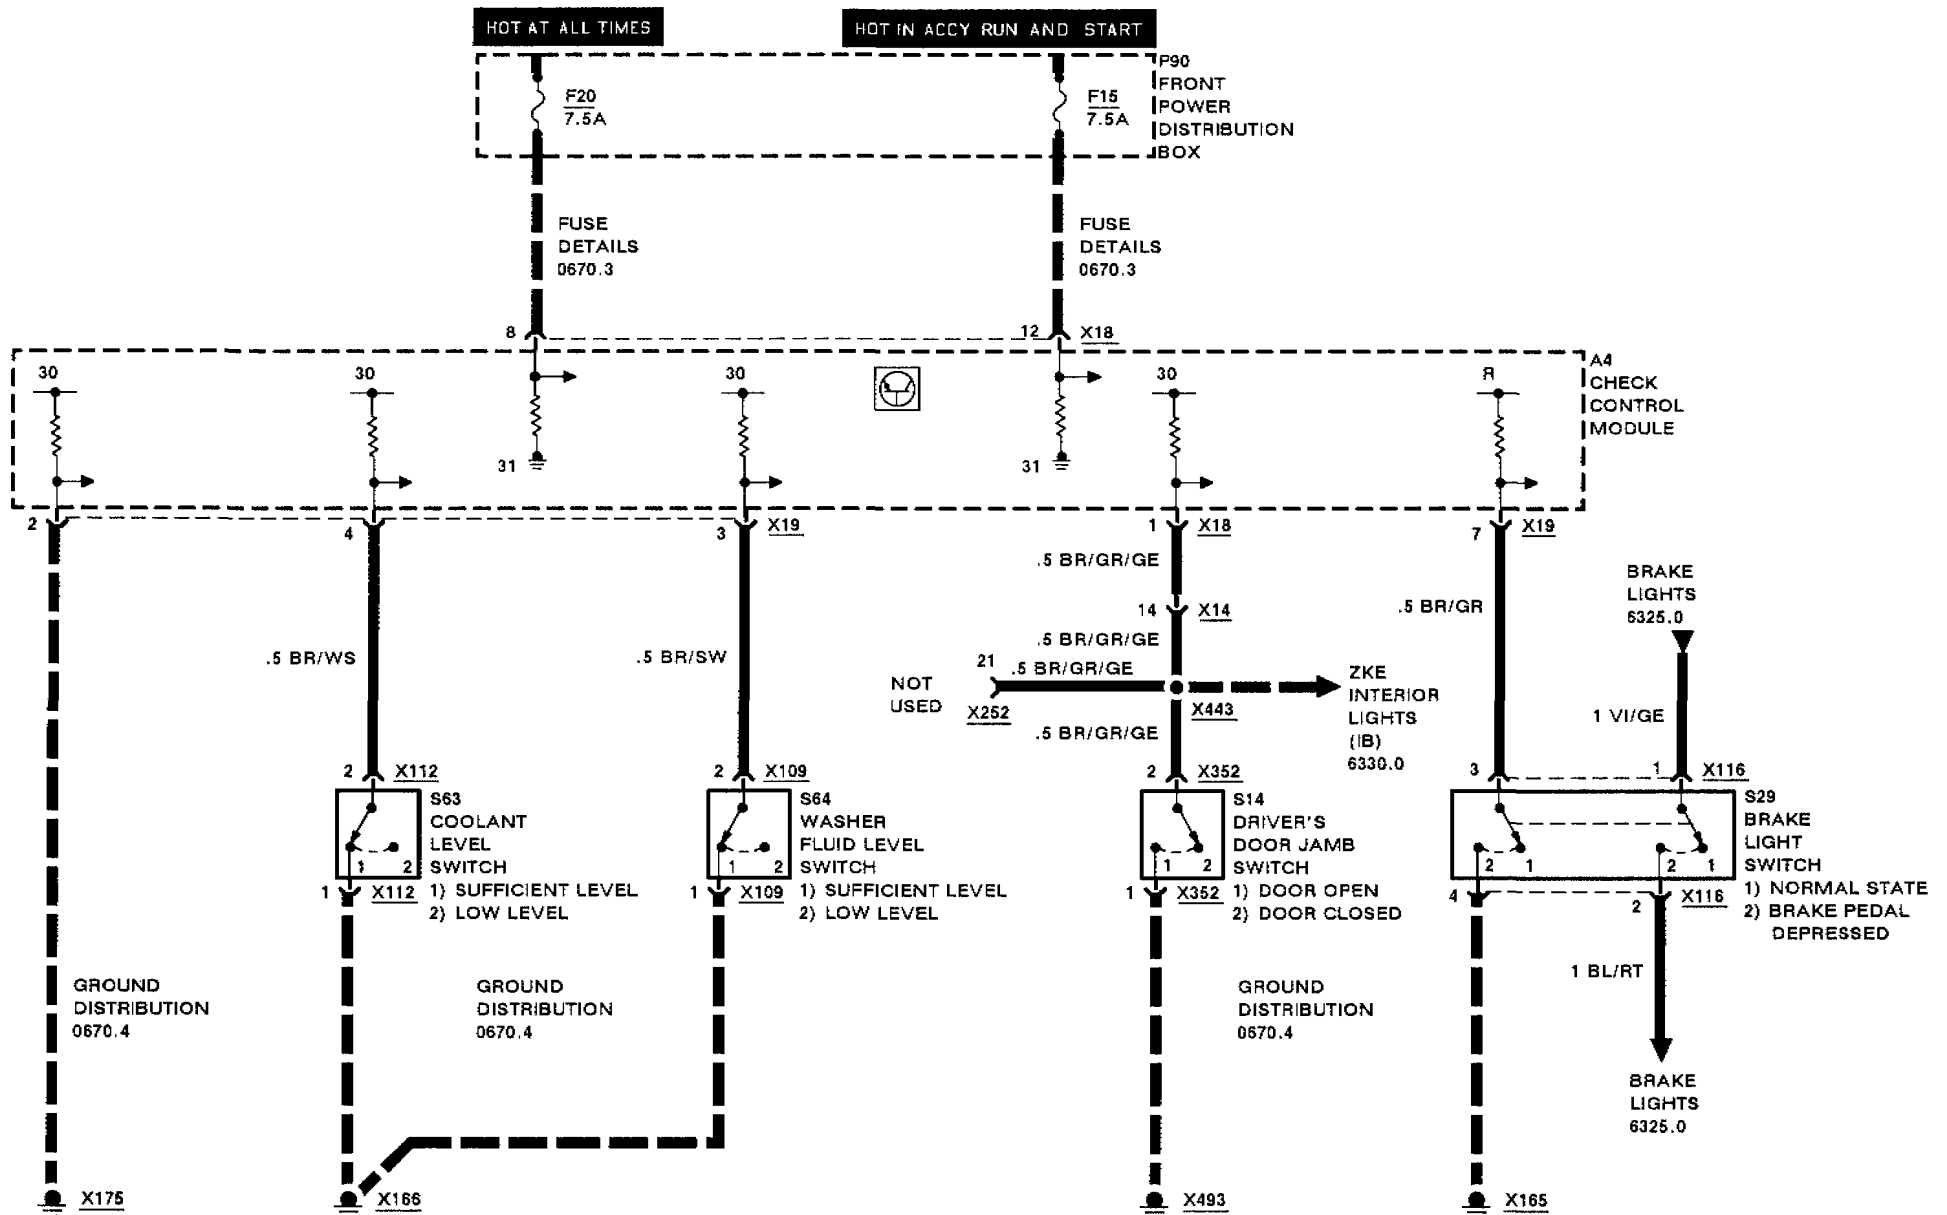 HOT AT ALL TIMES
HOT IN ACCY RUN AND START
P90
FRONT
POWER
DISTRIBUTION
BOX
F20
7.5A
F15
7.5A
FUSE
DETAILS
0670.3
FUSE
DETAILS
0670.3
8
12
X18
30
30
30
30
R
31
31
A4
CHECK
CONTROL
MODULE
2
4
3
X19
1
X18
7
X19
.5 BR/GR/GE
14
X14
.5 BR/GR/GE
21
.5 BR/GR/GE
NOT
USED
X252
X443
.5 BR/GR/GE
ZKE
INTERIOR
LIGHTS
(IB)
6330.0
.5 BR/WS
.5 BR/SW
.5 BR/GR
BRAKE
LIGHTS
6325.0
1 VI/GE
2
X112
2
X109
2
X352
3
1
X116
S63
COOLANT
LEVEL
SWITCH
1) SUFFICIENT LEVEL
2) LOW LEVEL
1
2
1
X112
S64
WASHER
FLUID LEVEL
SWITCH
1) SUFFICIENT LEVEL
2) LOW LEVEL
1
2
1
X109
S14
DRIVER'S
DOOR JAMB
SWITCH
1) DOOR OPEN
2) DOOR CLOSED
1
2
1
X352
S29
BRAKE
LIGHT
SWITCH
1) NORMAL STATE
2) BRAKE PEDAL
DEPRESSED
2
1
2
1
4
2
X116
1 BL/RT
GROUND
DISTRIBUTION
0670.4
GROUND
DISTRIBUTION
0670.4
GROUND
DISTRIBUTION
0670.4
BRAKE
LIGHTS
6325.0
X175
X166
X493
X165